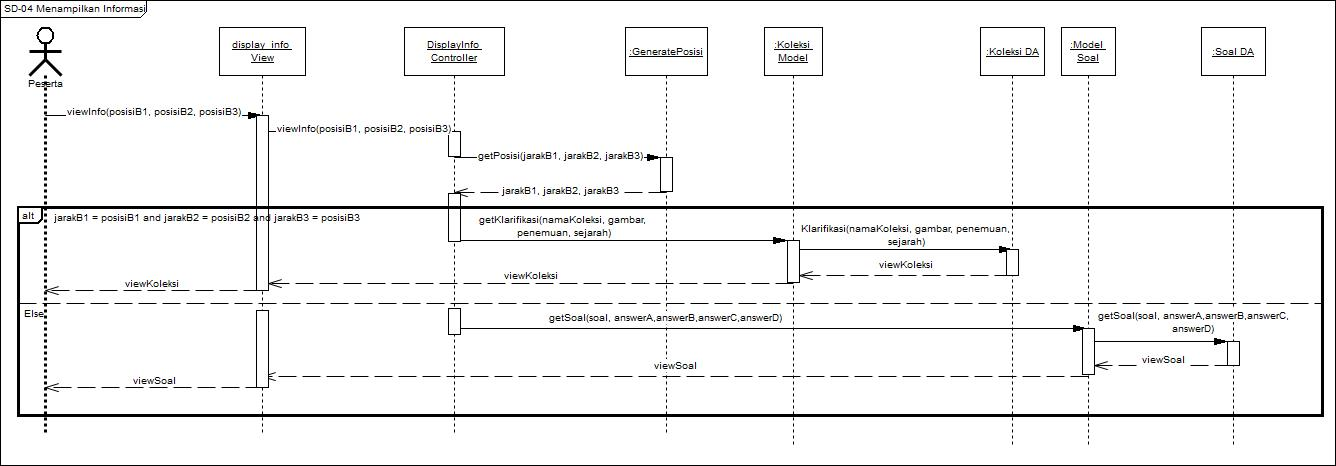 SD-04 Menampilkan Informasi
Peserta
display_info
View
DisplayInfo
Controller
:GeneratePosisi
:Koleksi
Model
:Koleksi DA
:Model
Soal
:Soal DA
viewInfo(posisiB1, posisiB2, posisiB3)
viewInfo(posisiB1, posisiB2, posisiB3)
getPosisi(jarakB1, jarakB2, jarakB3)
jarakB1, jarakB2, jarakB3
alt
jarakB1 = posisiB1 and jarakB2 = posisiB2 and jarakB3 = posisiB3
getKlarifikasi(namaKoleksi, gambar,
penemuan, sejarah)
Klarifikasi(namaKoleksi, gambar, penemuan,
sejarah)
viewKoleksi
viewKoleksi
viewKoleksi
Else
getSoal(soal, answerA,answerB,answerC,answerD)
getSoal(soal, answerA,answerB,answerC,
answerD)
viewSoal
viewSoal
viewSoal